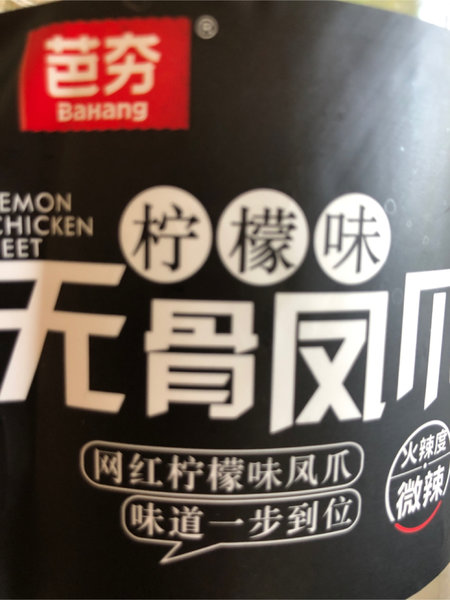 芭夯
®
BaHang
EMON
CHICKEN
EET
柠檬味
无骨凤爪
网红柠檬味凤爪
味道一步到位
火辣度
微辣